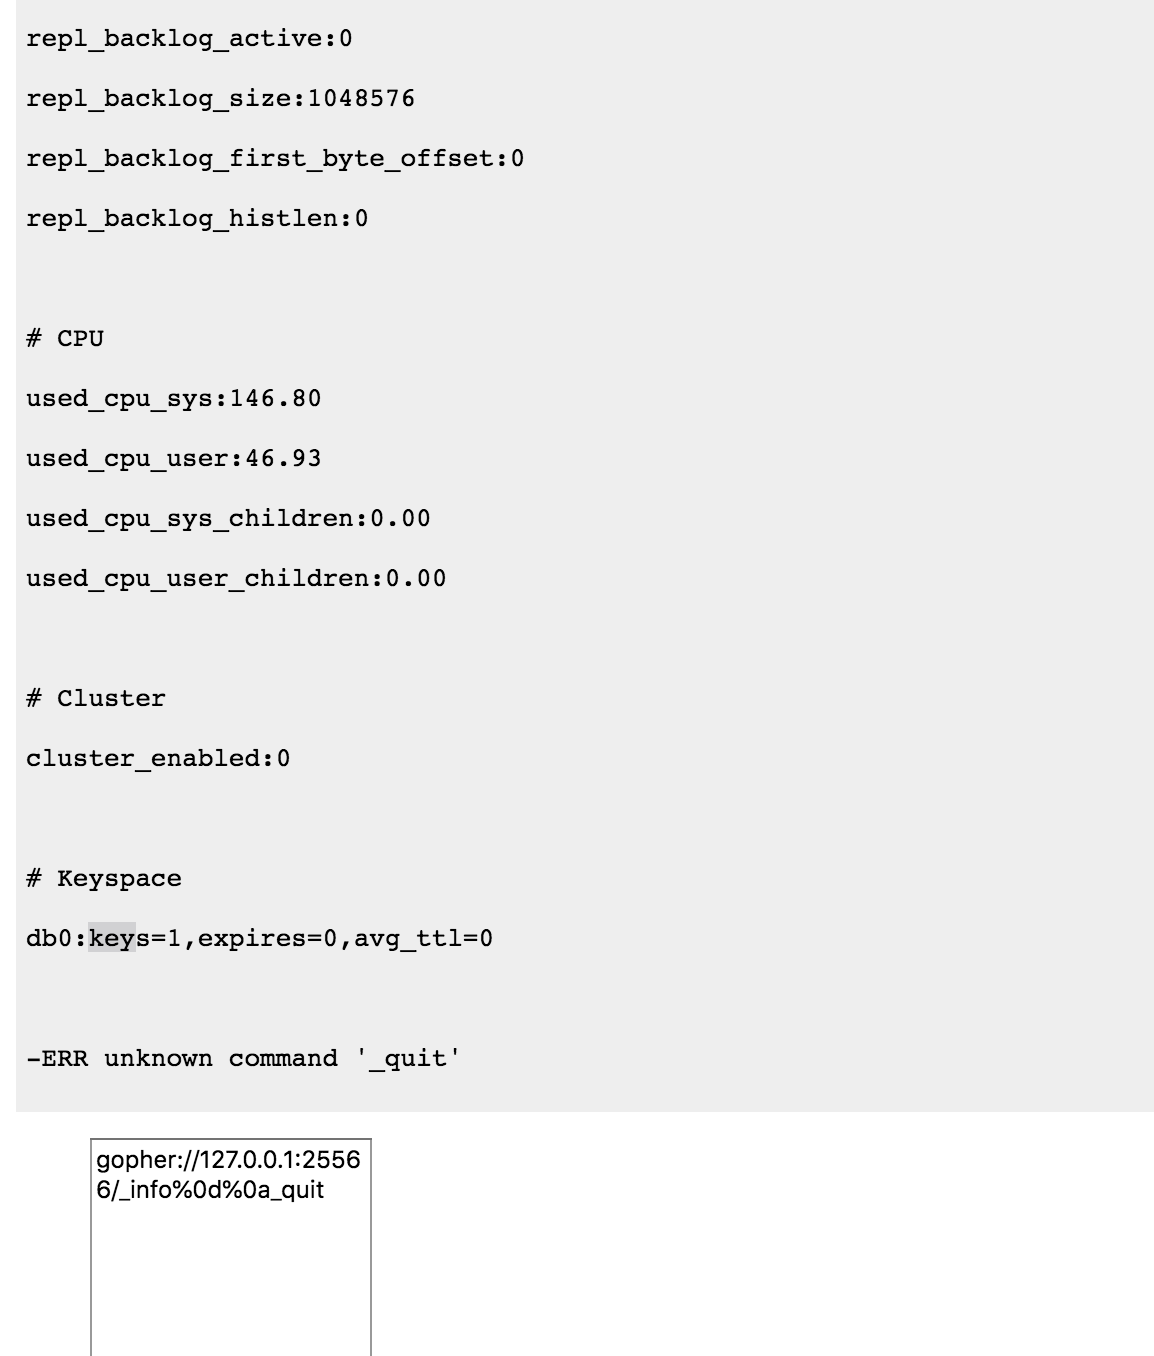 repl_backlog_active:0
repl_backlog_size:1048576
repl_backlog_first_byte_offset:0
repl_backlog_histlen:0
# CPU
used_cpu_sys:146.80
used_cpu_user:46.93
used_cpu_sys_children:0.00
used_cpu_user_children:0.00
# Cluster
cluster_enabled:0
# Keyspace
db0:keys=1,expires=0,avg_ttl=0
-ERR unknown command '_quit'
gopher://127.0.0.1:2556
6/_info%0d%0a_quit